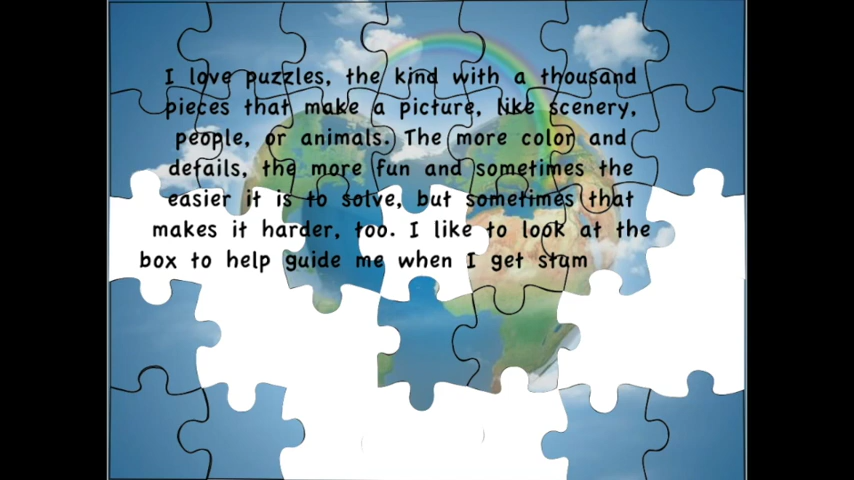 I love puzzles, the kind with a thousand
pieces that make a picture, like scenery,
people, or animals. The more color and
details, the more fun and sometimes the
easier it is to solve, but sometimes that
makes it harder, too. I like to look at the
box to help guide me when I get stum